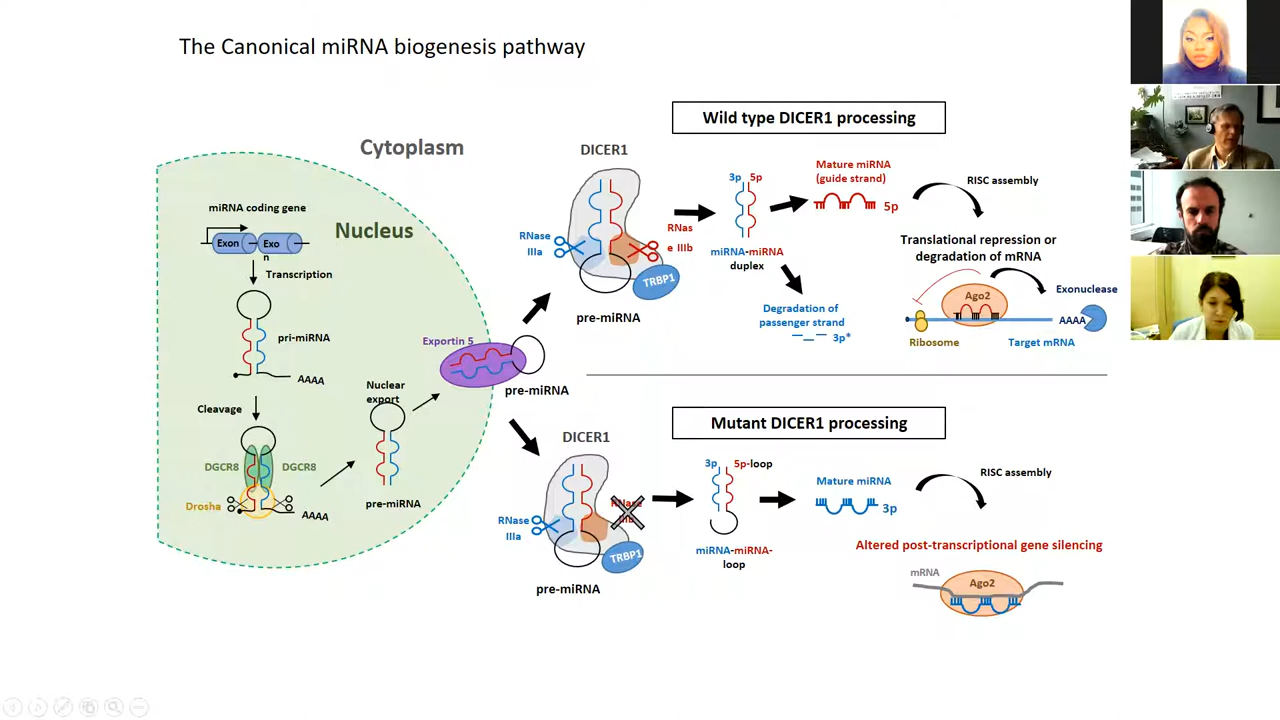 The Canonical miRNA biogenesis pathway
Cytoplasm
Nucleus
miRNA coding gene
Exon
Exo
n
Transcription
pri-miRNA
AAAA
Cleavage
DGCR8
DGCR8
Drosha
AAAA
Nuclear
export
pre-miRNA
Exportin 5
pre-miRNA
Wild type DICER1 processing
DICER1
RNase
IIIa
RNas
e IIIb
TRBP1
pre-miRNA
3p 5p
miRNA-miRNA
duplex
Mature miRNA
(guide strand)
5p
Degradation of
passenger strand
3p*
RISC assembly
Translational repression or
degradation of mRNA
Ago2
Exonuclease
AAAA
Ribosome
Target mRNA
Mutant DICER1 processing
DICER1
RNase
IIIa
RNase
IIIb
TRBP1
pre-miRNA
3p 5p-loop
miRNA-miRNA-
loop
Mature miRNA
3p
RISC assembly
Altered post-transcriptional gene silencing
mRNA
Ago2